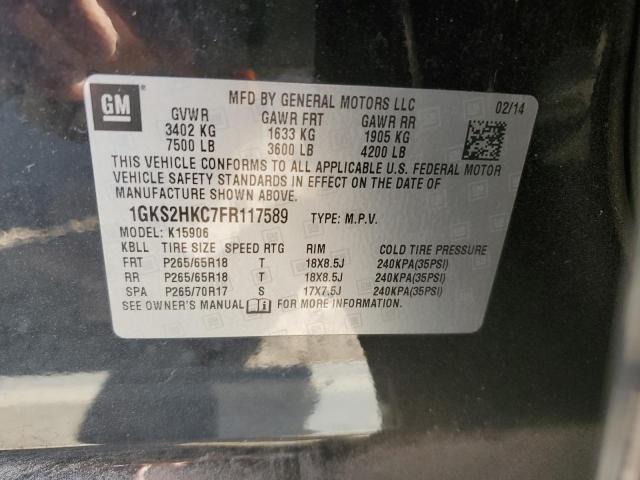 GM
MFD BY GENERAL MOTORS LLC 02/14
GVWR GAWR FRT GAWR RR
3402 KG 1633 KG 1905 KG
7500 LB 3600 LB 4200 LB
THIS VEHICLE CONFORMS TO ALL APPLICABLE U.S. FEDERAL MOTOR
VEHICLE SAFETY STANDARDS IN EFFECT ON THE DATE OF
MANUFACTURE SHOWN ABOVE.
1GKS2HKC7FR117589 TYPE: M.P.V.
MODEL: K15906
KBLL TIRE SIZE SPEED RTG RIM COLD TIRE PRESSURE
FRT P265/65R18 T 18X8.5J 240KPA(35PSI)
RR P265/65R18 T 18X8.5J 240KPA(35PSI)
SPA P265/70R17 S 17X7.5J 240KPA(35PSI)
SEE OWNER'S MANUAL FOR MORE INFORMATION.